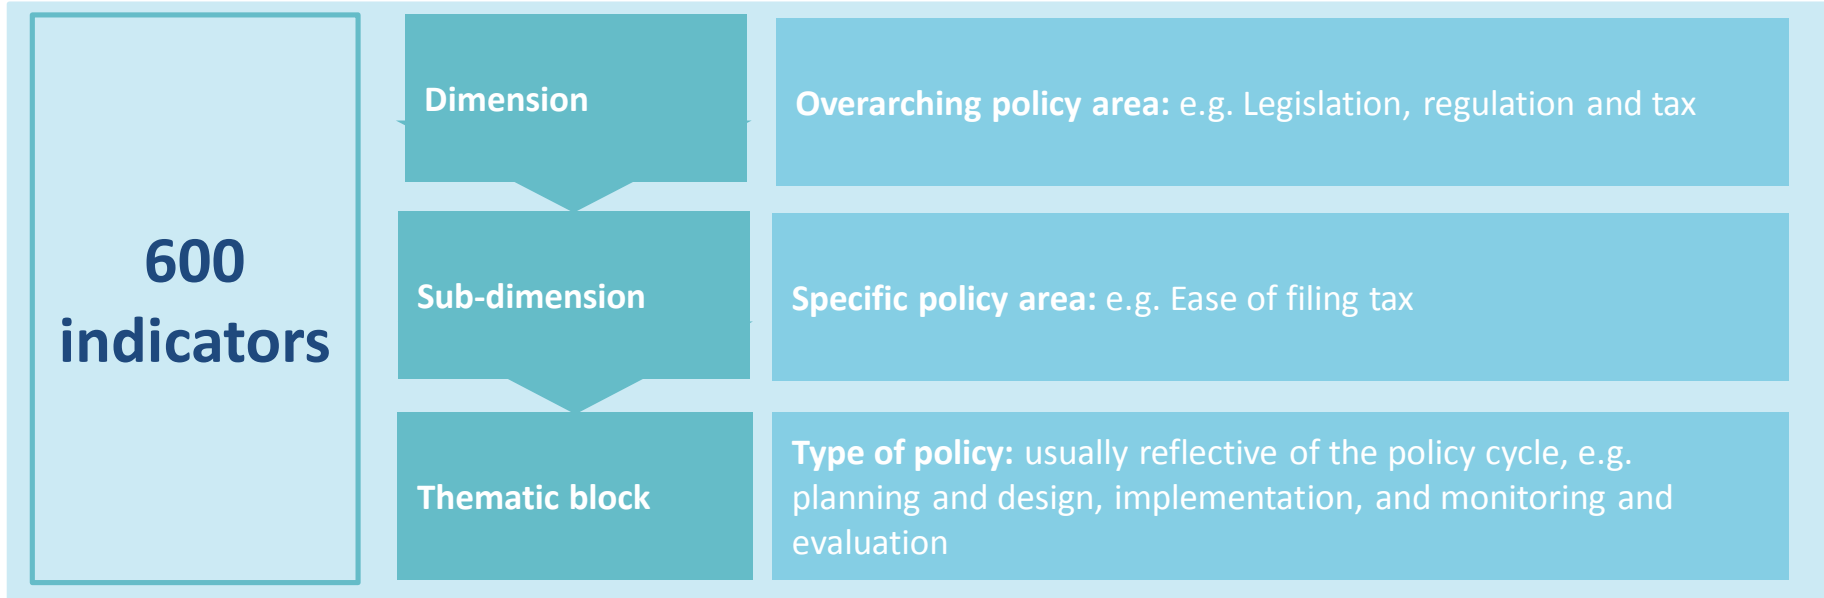 600
indicators
Dimension
Overarching policy area: e.g. Legislation, regulation and tax
Sub-dimension
Specific policy area: e.g. Ease of filing tax
Thematic block
Type of policy: usually reflective of the policy cycle, e.g.
planning and design, implementation, and monitoring and
evaluation